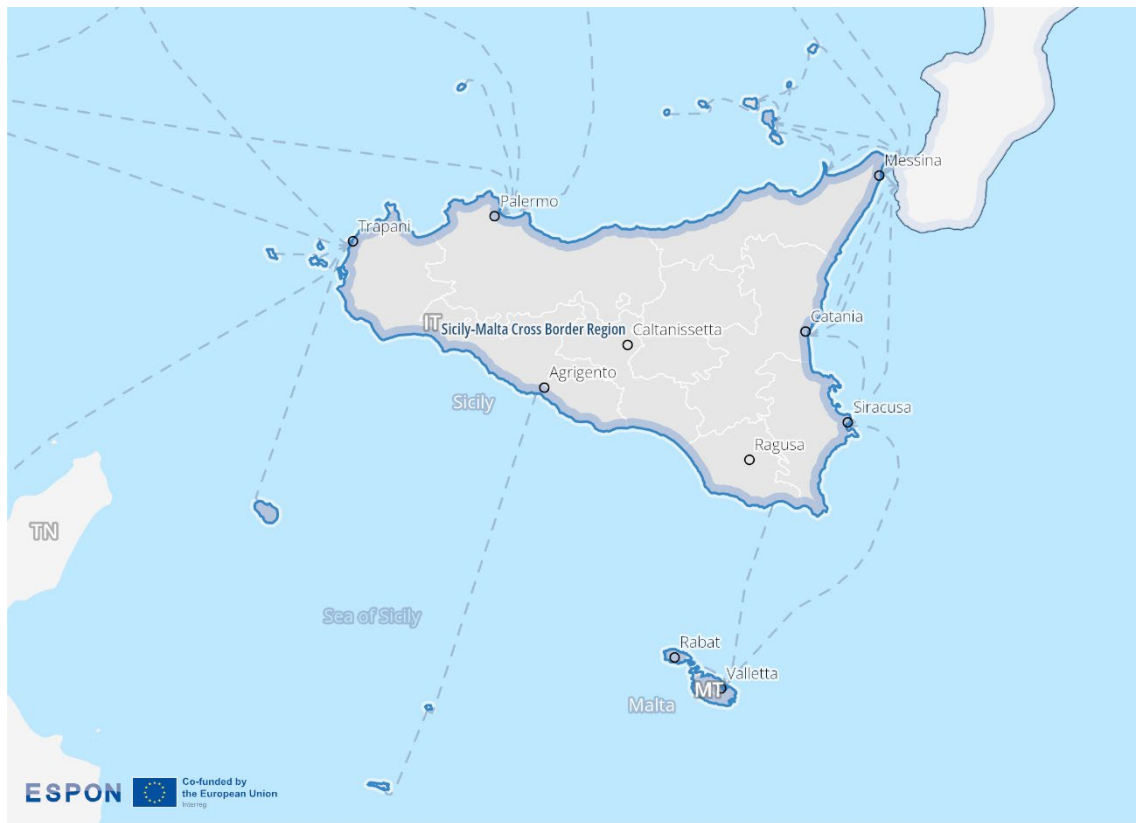 Messina
Palermo
Trapani
Catania
IT
Sicily-Malta Cross Border Region
Caltanissetta
Agrigento
Sicily
Siracusa
Ragusa
TN
Sea of Sicily
Rabat
Valletta
MT
Malta
ESPON
Co-funded by
the European Union
Interreg